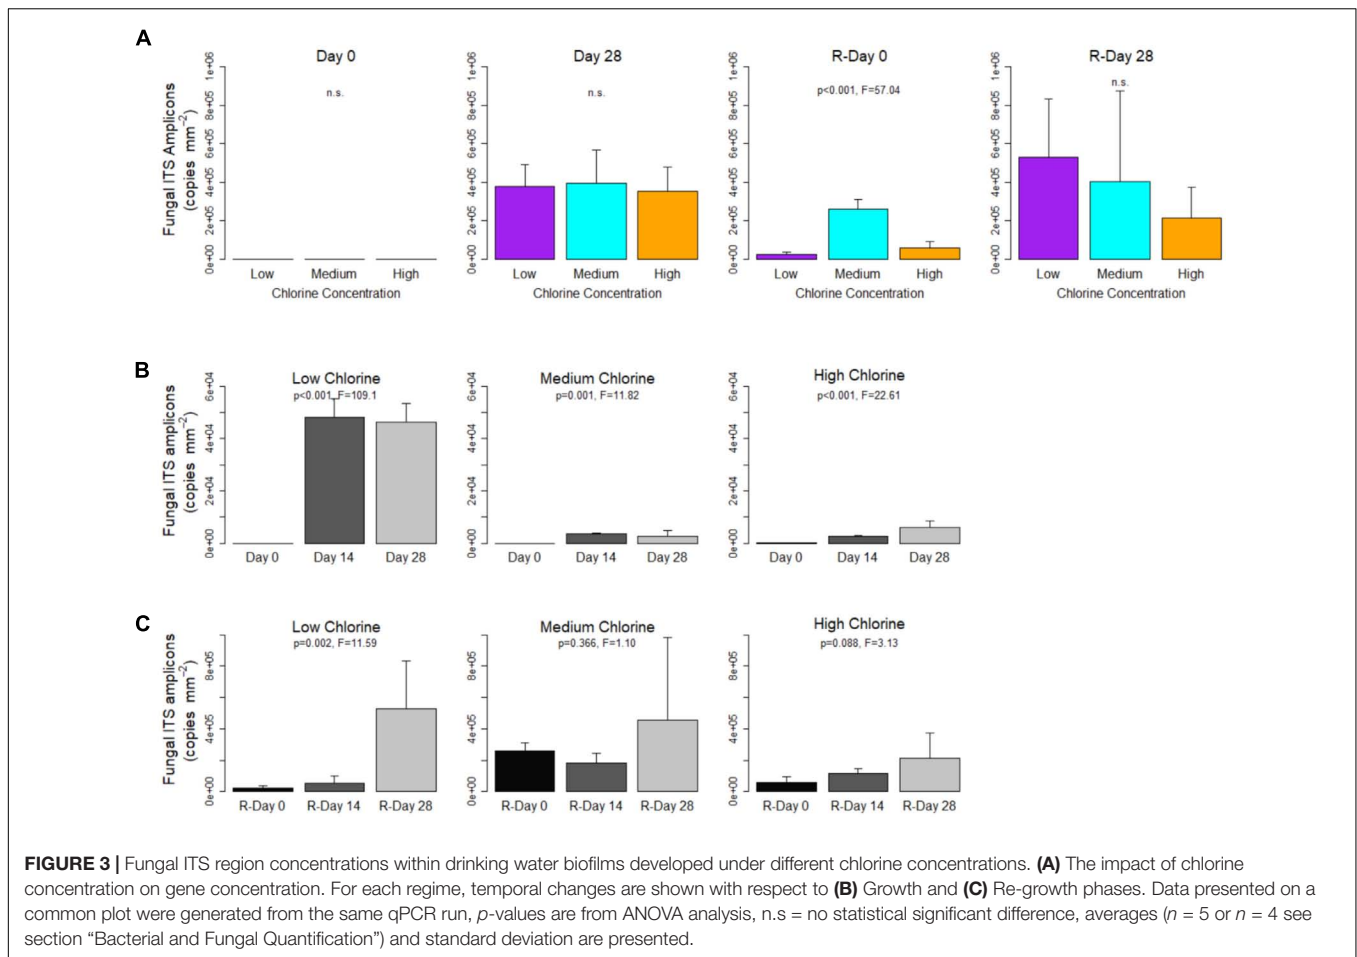 A
Day 0
Day 28
R-Day 0
R-Day 28
n.s.
n.s.
p<0.001, F=57.04
n.s.
Fungal ITS Amplicons
(copies mm−2)
0e+00 2e+05 4e+05 6e+05 8e+05 1e+06
0e+00 2e+05 4e+05 6e+05 8e+05 1e+06
0e+00 2e+05 4e+05 6e+05 8e+05 1e+06
0e+00 2e+05 4e+05 6e+05 8e+05 1e+06
Low Medium High
Low Medium High
Low Medium High
Low Medium High
Chlorine Concentration
Chlorine Concentration
Chlorine Concentration
Chlorine Concentration
B
Low Chlorine
Medium Chlorine
High Chlorine
p<0.001, F=109.1
p=0.001, F=11.82
p<0.001, F=22.61
Fungal ITS amplicons
(copies mm−2)
0e+00 2e+04 4e+04 6e+04
0e+00 2e+04 4e+04 6e+04
0e+00 2e+04 4e+04 6e+04
Day 0 Day 14 Day 28
Day 0 Day 14 Day 28
Day 0 Day 14 Day 28
C
Low Chlorine
Medium Chlorine
High Chlorine
p=0.002, F=11.59
p=0.366, F=1.10
p=0.088, F=3.13
Fungal ITS amplicons
(copies mm−2)
0e+00 4e+05 8e+05
0e+00 4e+05 8e+05
0e+00 4e+05 8e+05
R-Day 0 R-Day 14 R-Day 28
R-Day 0 R-Day 14 R-Day 28
R-Day 0 R-Day 14 R-Day 28
FIGURE 3 | Fungal ITS region concentrations within drinking water biofilms developed under different chlorine concentrations. (A) The impact of chlorine
concentration on gene concentration. For each regime, temporal changes are shown with respect to (B) Growth and (C) Re-growth phases. Data presented on a
common plot were generated from the same qPCR run, p-values are from ANOVA analysis, n.s = no statistical significant difference, averages (n = 5 or n = 4 see
section “Bacterial and Fungal Quantification”) and standard deviation are presented.